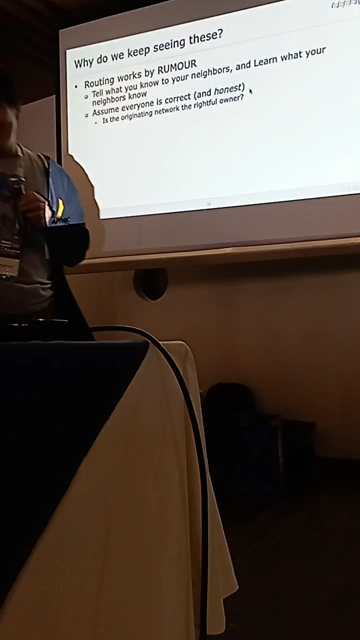 Why do we keep seeing these?
• Routing works by RUMOUR
o Tell what you know to your neighbors, and Learn what your
neighbors know
o Assume everyone is correct (and honest)
• Is the originating network the rightful owner?